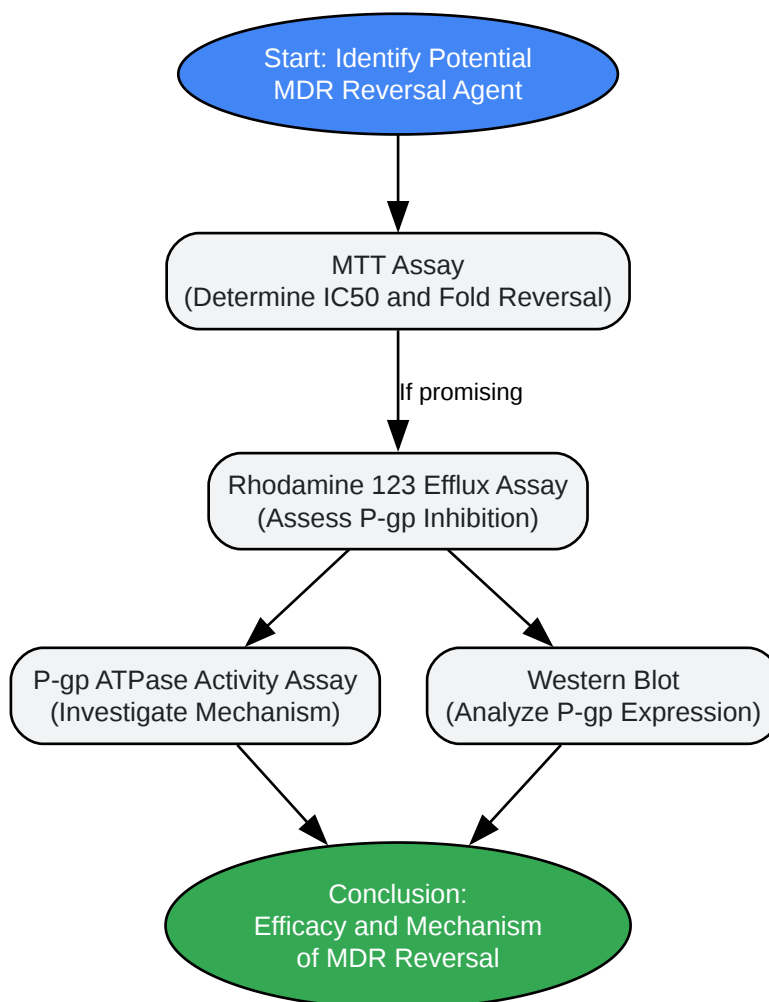 Start: Identify Potential
MDR Reversal Agent
MTT Assay
(Determine IC50 and Fold Reversal)
If promising
Rhodamine 123 Efflux Assay
(Assess P-gp Inhibition)
P-gp ATPase Activity Assay
(Investigate Mechanism)
Western Blot
(Analyze P-gp Expression)
Conclusion:
Efficacy and Mechanism
of MDR Reversal